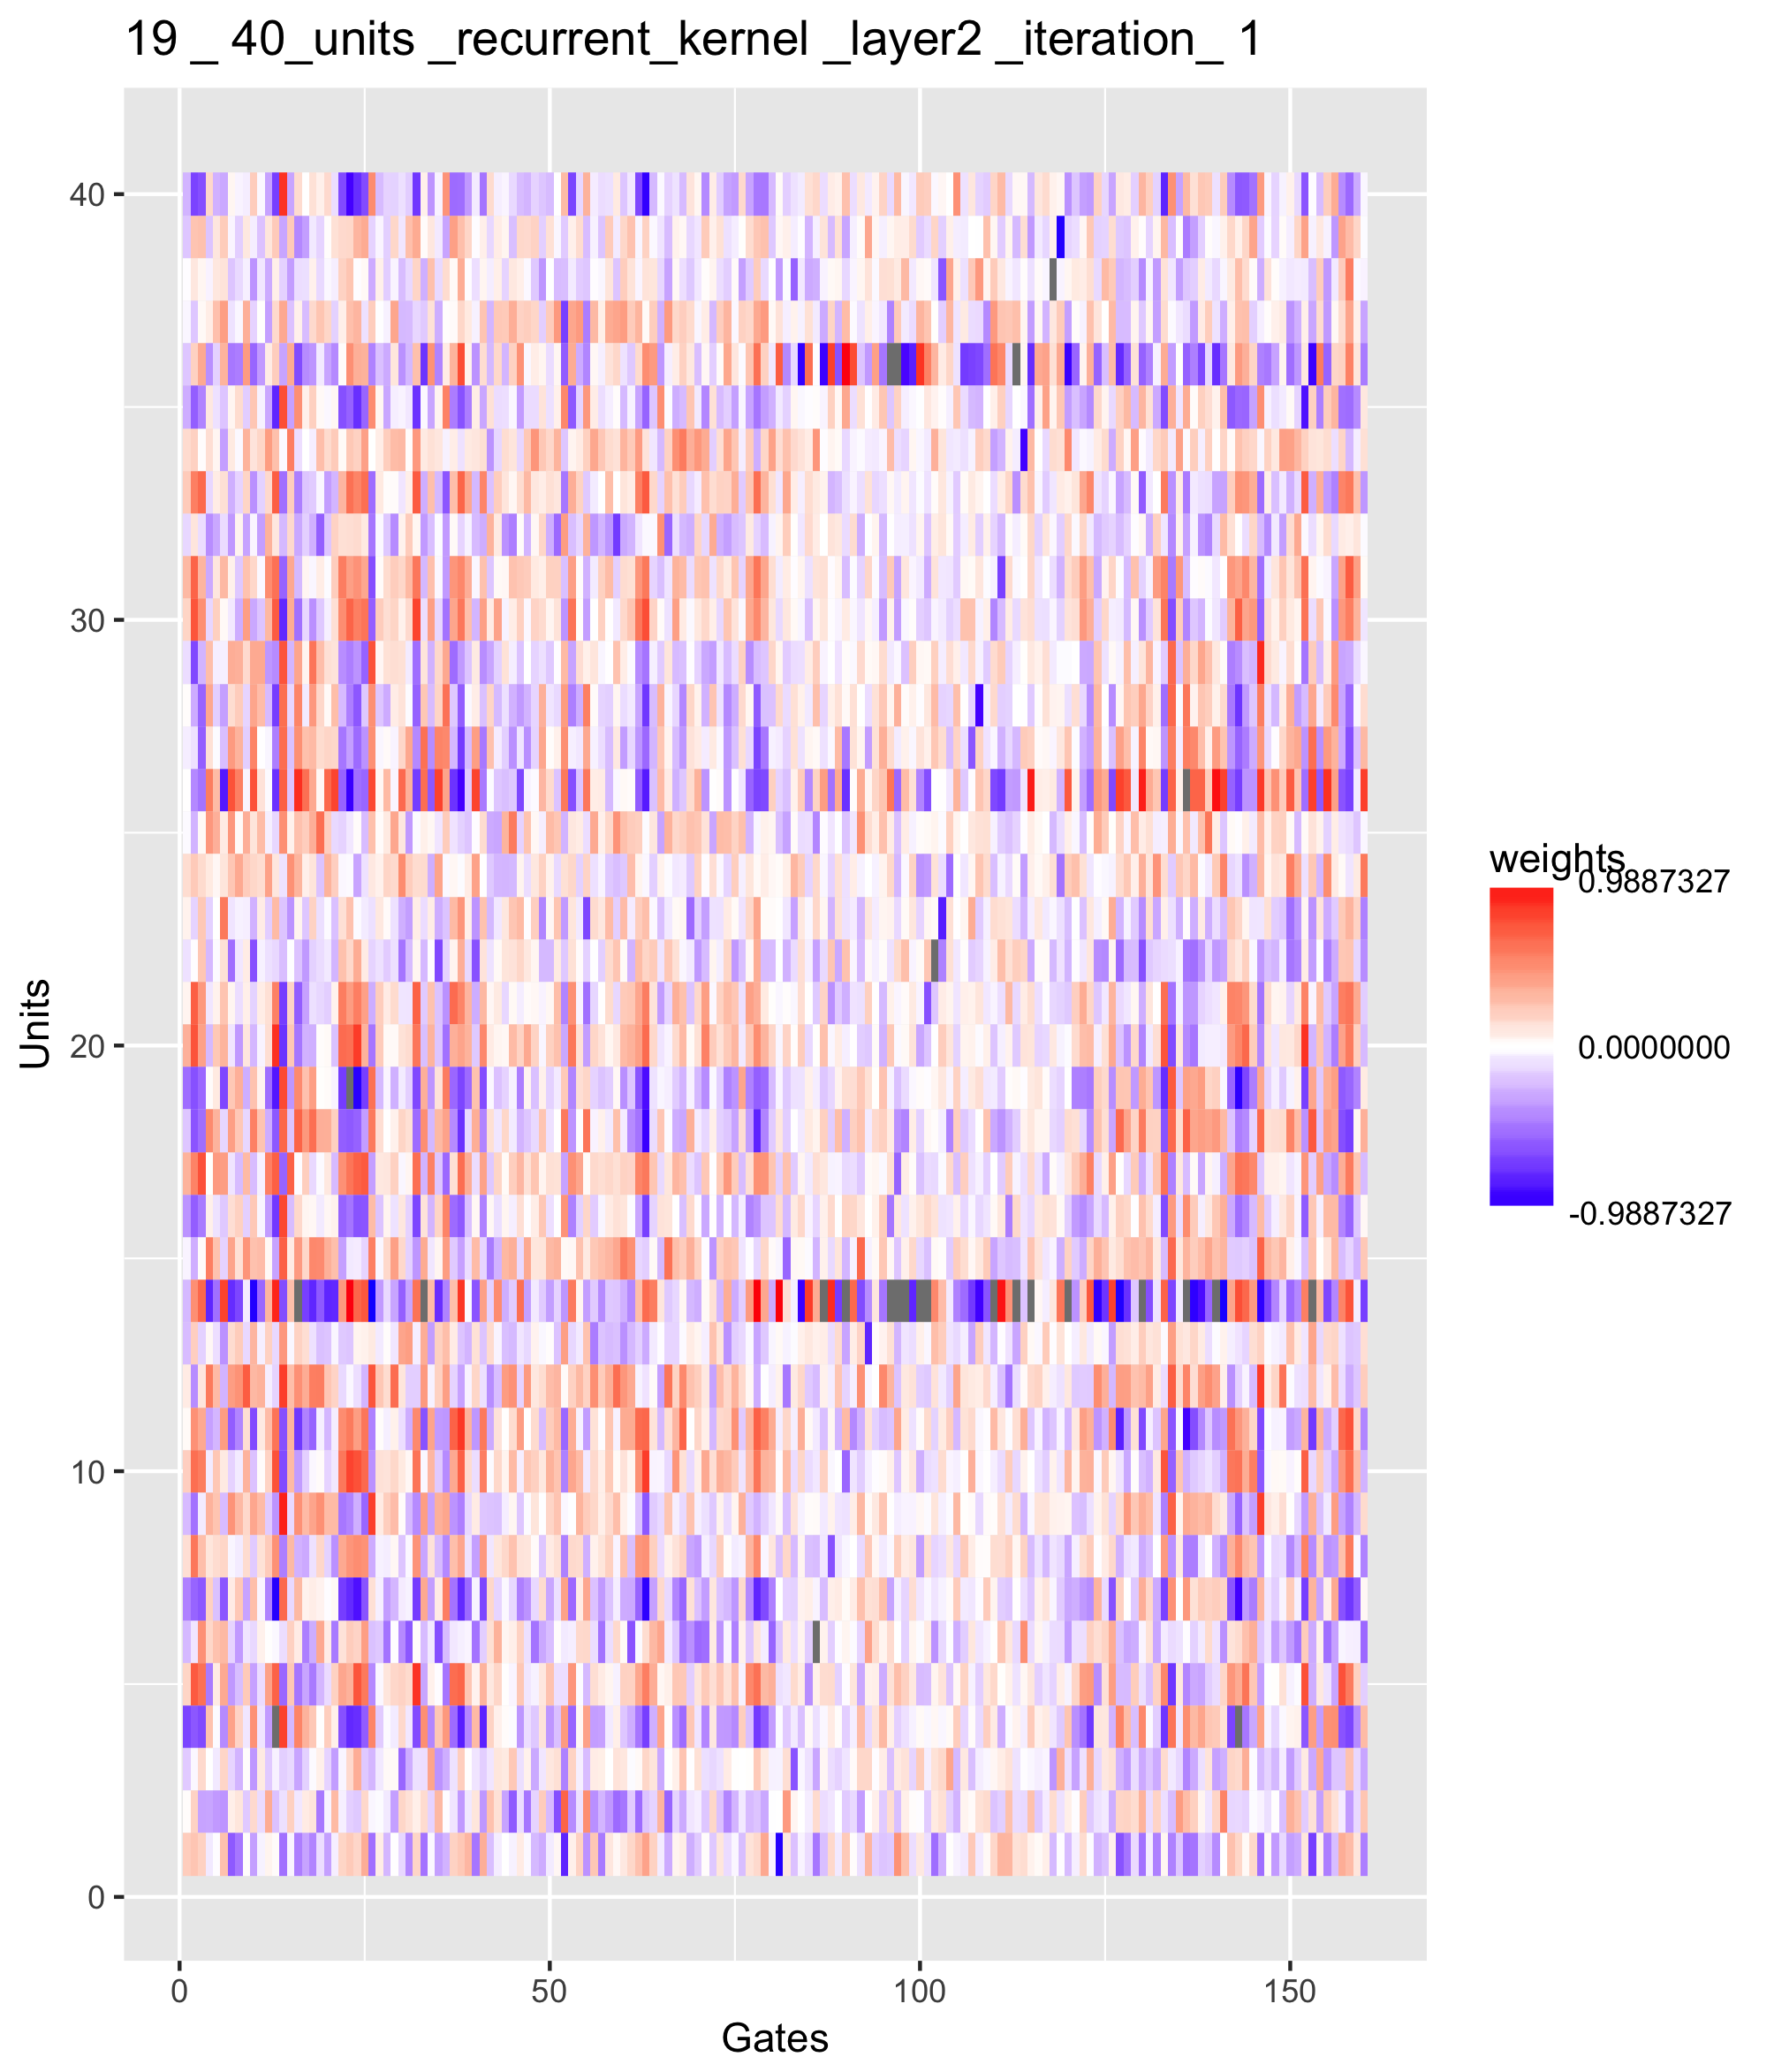 19 _ 40_units _recurrent_kernel _layer2 _iteration_ 1
40
30
20
10
0
Units
0 50 100 150
Gates
weights
0.9887327
0.0000000
-0.9887327